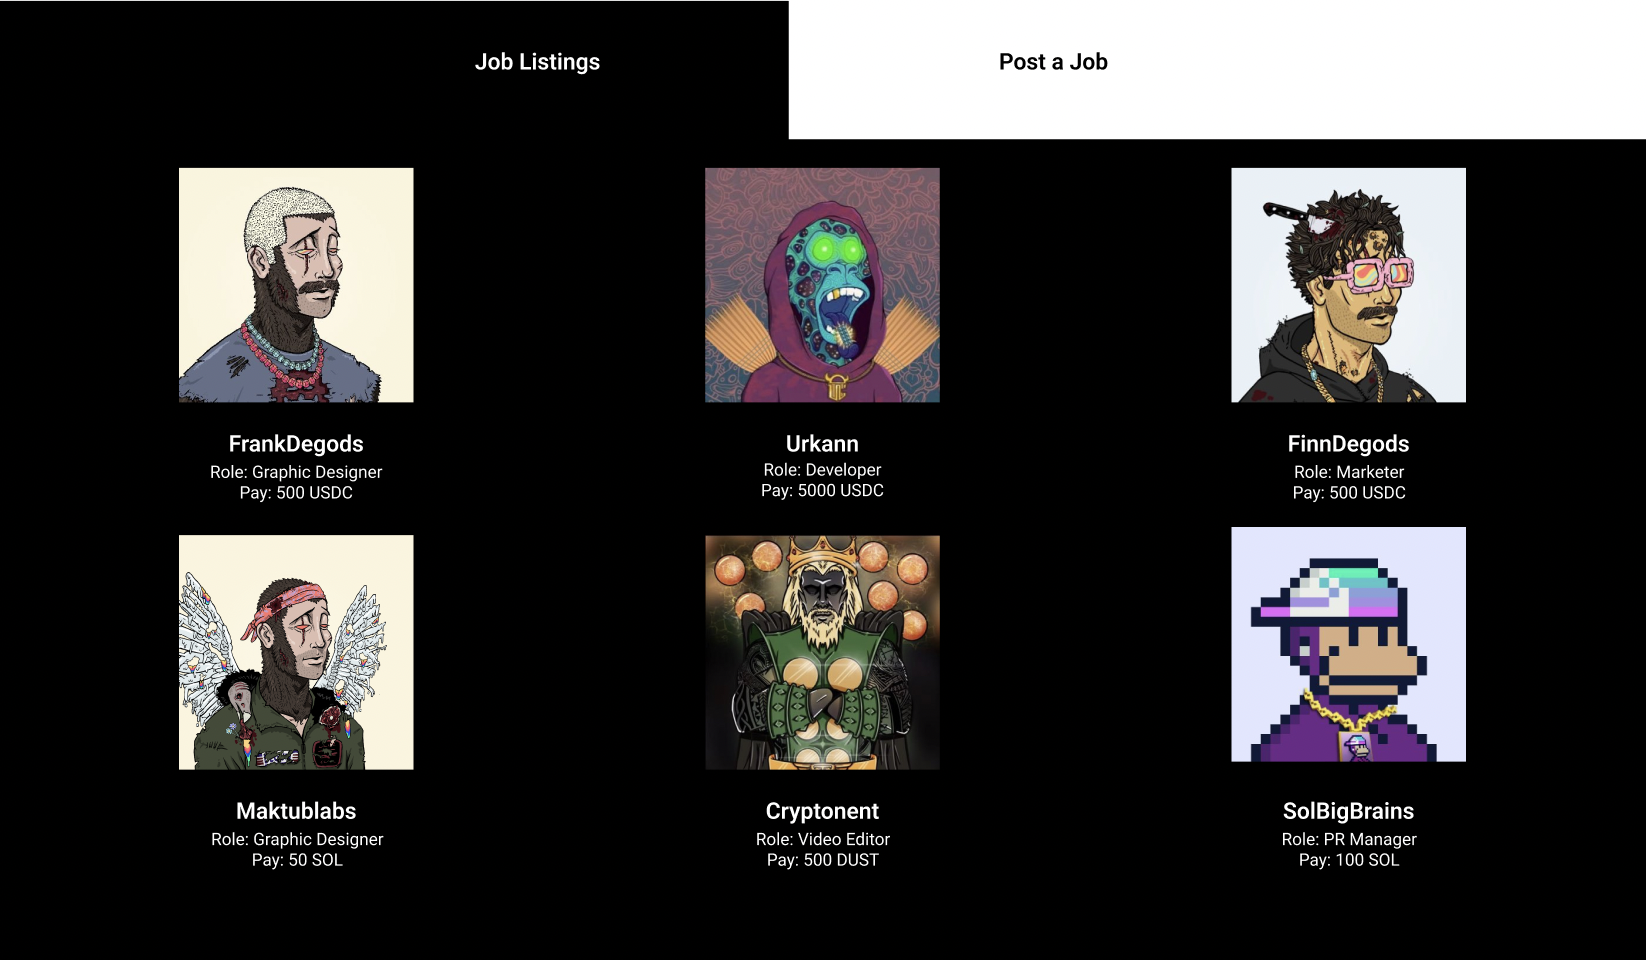 Job Listings
Post a Job
FrankDegods
Role: Graphic Designer
Pay: 500 USDC
Urkann
Role: Developer
Pay: 5000 USDC
FinnDegods
Role: Marketer
Pay: 500 USDC
Maktublabs
Role: Graphic Designer
Pay: 50 SOL
Cryptonent
Role: Video Editor
Pay: 500 DUST
SolBigBrains
Role: PR Manager
Pay: 100 SOL